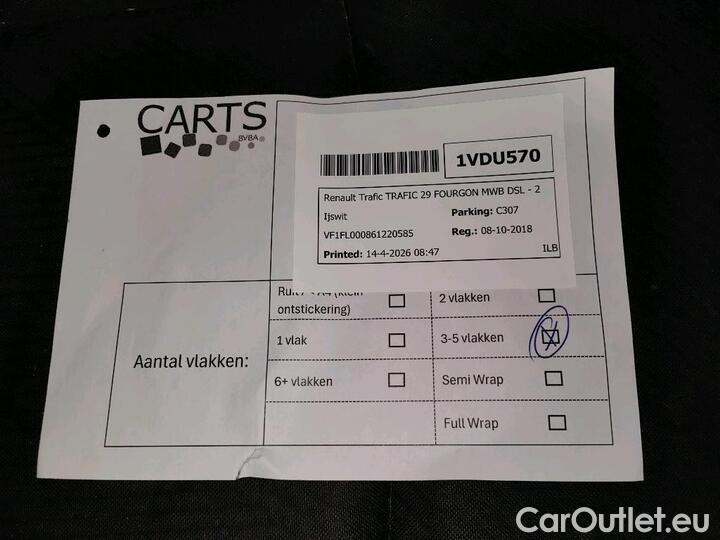 CARTS
BVBA
1VDU570
Renault Trafic TRAFIC 29 FOURGON MWB DSL - 2
Ijswit
Parking: C307
VF1FL000861220585
Reg.: 08-10-2018
Printed: 14-4-2026 08:47
ILB
(klein
ontstickering)
2 vlakken
Aantal vlakken:
1 vlak
3-5 vlakken
6+ vlakken
Semi Wrap
Full Wrap
CarOutlet.eu